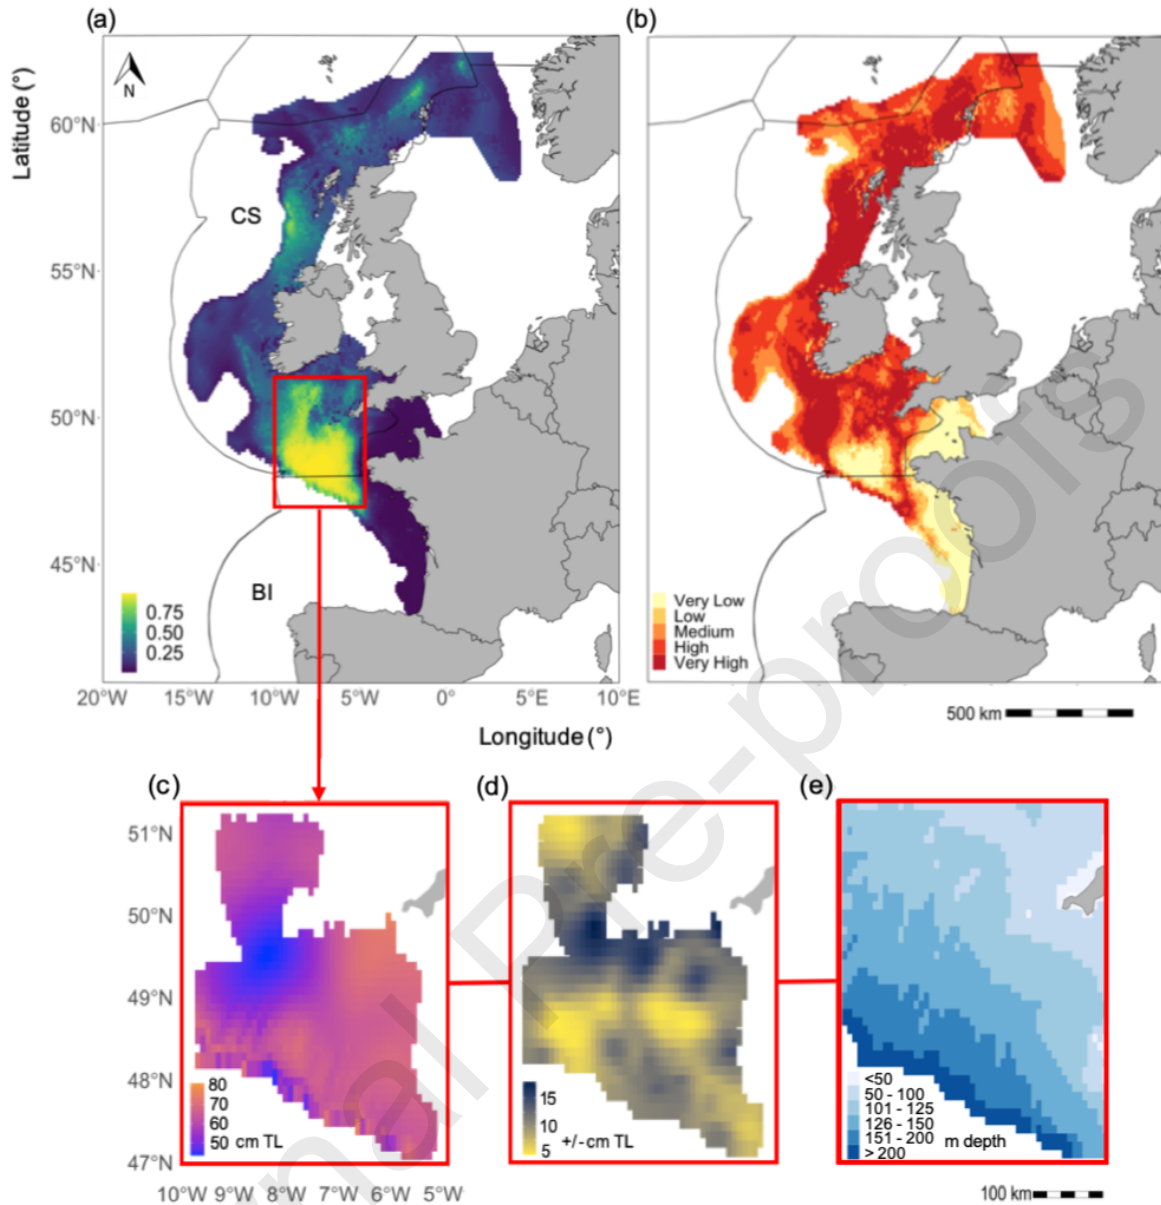 (a)
(b)
N
Latitude (°)
60°N
55°N
50°N
45°N
CS
BI
0.75
0.50
0.25
Very Low
Low
Medium
High
Very High
20°W 15°W 10°W 5°W 0° 5°E 10°E
Longitude (°)
500 km
(c)
(d)
(e)
51°N
50°N
49°N
48°N
47°N
80
70
60
50 cm TL
15
10
5
+/- cm TL
<50
50 - 100
101 - 125
126 - 150
151 - 200
> 200
m depth
10°W 9°W 8°W 7°W 6°W 5°W
100 km
nal Pre-proofs